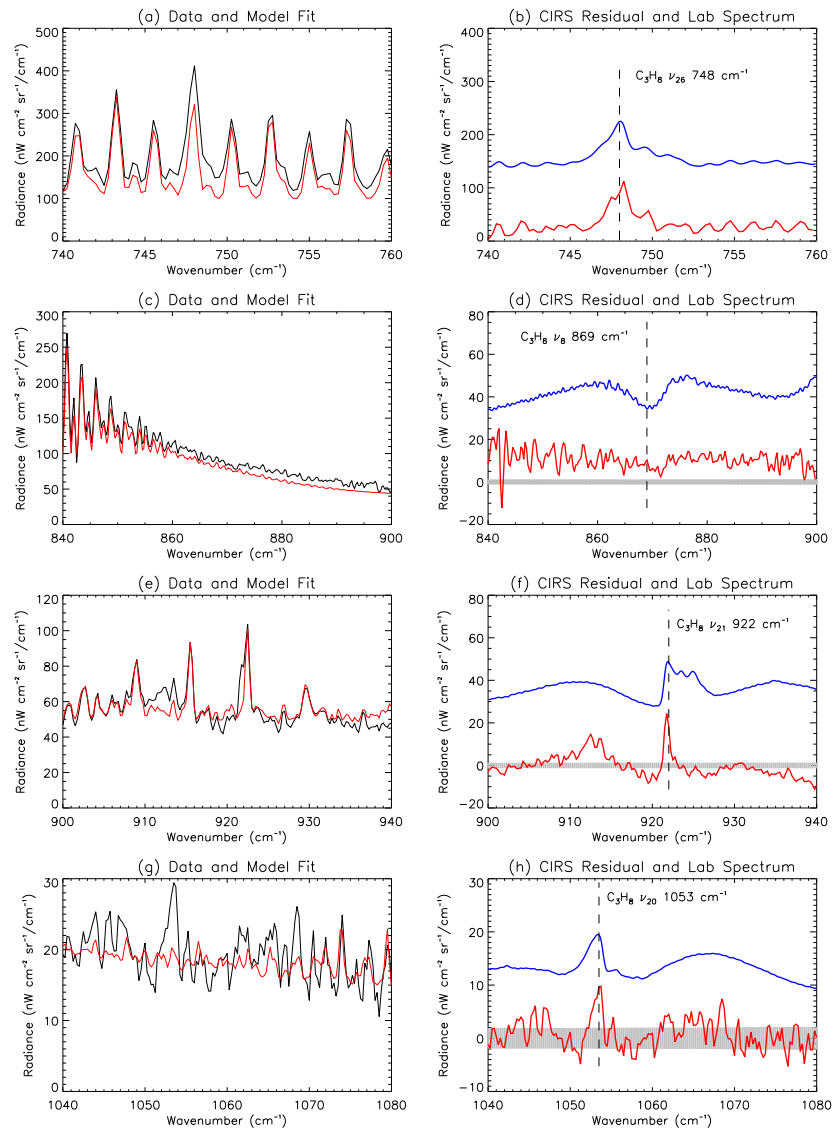 (a) Data and Model Fit
Radiance (nW cm⁻² sr⁻¹/cm⁻¹)
500
400
300
200
100
0
740 745 750 755 760
Wavenumber (cm⁻¹)
(b) CIRS Residual and Lab Spectrum
C₃H₈ ν₂₆ 748 cm⁻¹
Radiance (nW cm⁻² sr⁻¹/cm⁻¹)
400
300
200
100
0
740 745 750 755 760
Wavenumber (cm⁻¹)
(c) Data and Model Fit
Radiance (nW cm⁻² sr⁻¹/cm⁻¹)
300
250
200
150
100
50
0
840 860 880 900
Wavenumber (cm⁻¹)
(d) CIRS Residual and Lab Spectrum
C₃H₈ ν₈ 869 cm⁻¹
Radiance (nW cm⁻² sr⁻¹/cm⁻¹)
80
60
40
20
0
−20
840 860 880 900
Wavenumber (cm⁻¹)
(e) Data and Model Fit
Radiance (nW cm⁻² sr⁻¹/cm⁻¹)
120
100
80
60
40
20
0
900 910 920 930 940
Wavenumber (cm⁻¹)
(f) CIRS Residual and Lab Spectrum
C₃H₈ ν₂₁ 922 cm⁻¹
Radiance (nW cm⁻² sr⁻¹/cm⁻¹)
80
60
40
20
0
−20
900 910 920 930 940
Wavenumber (cm⁻¹)
(g) Data and Model Fit
Radiance (nW cm⁻² sr⁻¹/cm⁻¹)
30
20
10
0
1040 1050 1060 1070 1080
Wavenumber (cm⁻¹)
(h) CIRS Residual and Lab Spectrum
C₃H₈ ν₂₀ 1053 cm⁻¹
Radiance (nW cm⁻² sr⁻¹/cm⁻¹)
30
20
10
0
−10
1040 1050 1060 1070 1080
Wavenumber (cm⁻¹)